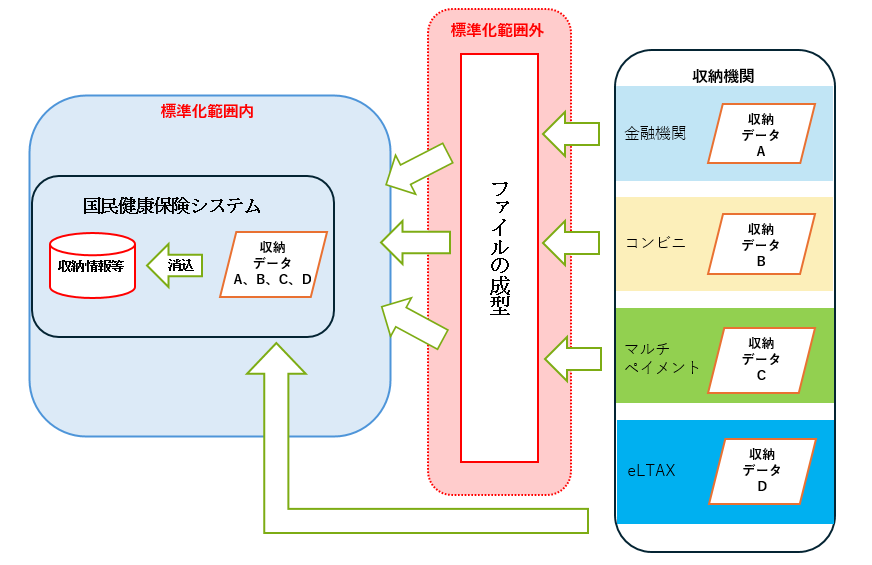 標準化範囲外
収納機関
標準化範囲内
金融機関
収納
データ
A
国民健康保険システム
ファイルの成型
コンビニ
収納
データ
B
収納情報等
消込
収納
データ
A、B、C、D
マルチ
ペイメント
収納
データ
C
eLTAX
収納
データ
D